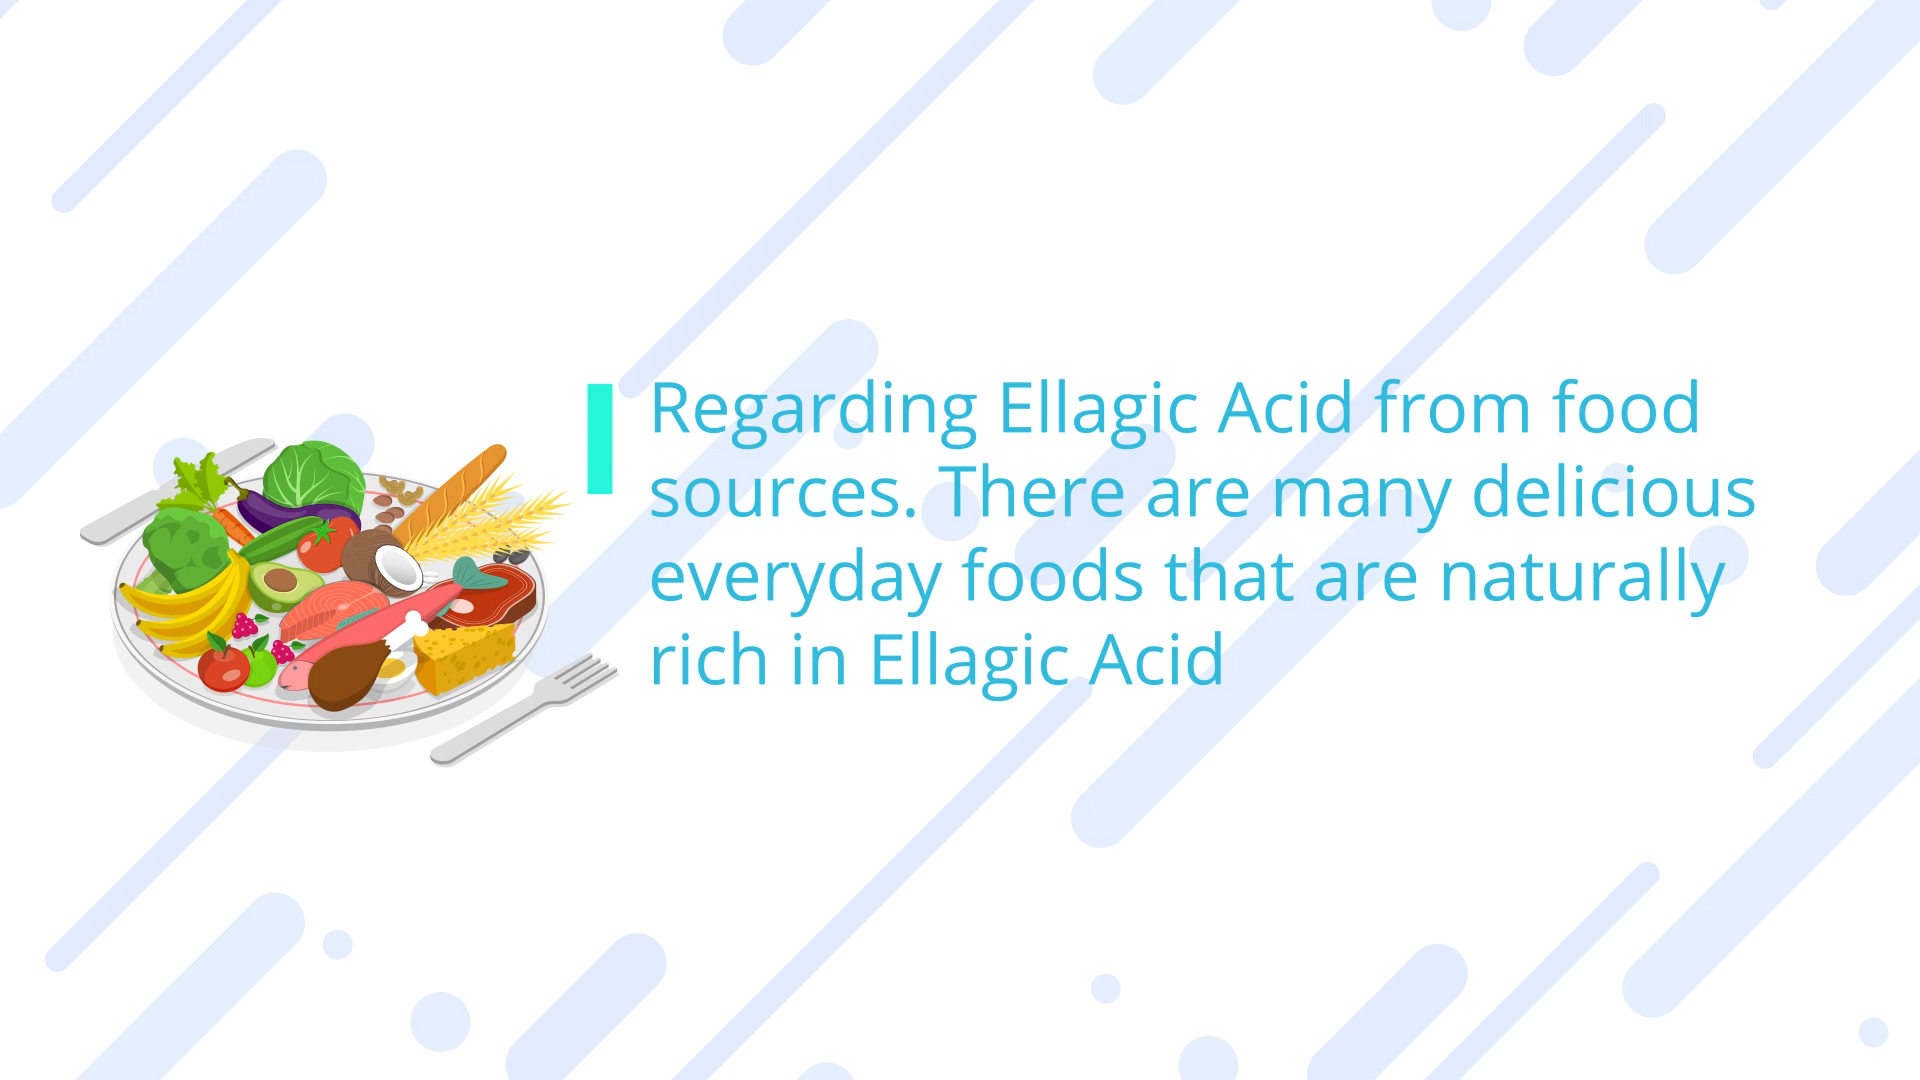 Regarding Ellagic Acid from food
sources. There are many delicious
everyday foods that are naturally
rich in Ellagic Acid